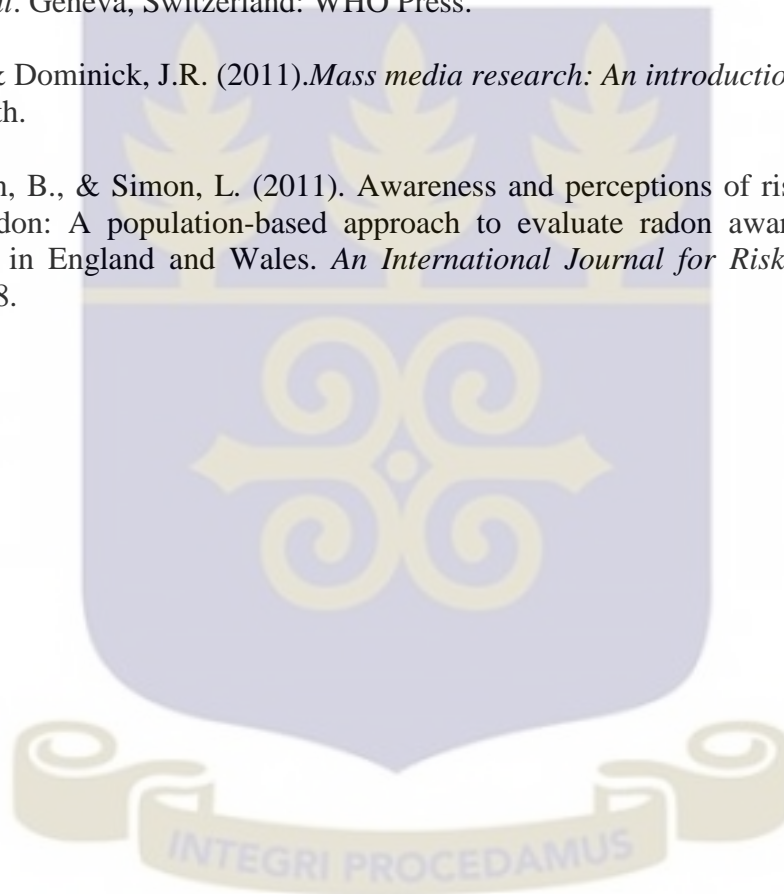 . Geneva, Switzerland: WHO Press.
& Dominick, J.R. (2011).Mass media research: An introductio
th.
n, B., & Simon, L. (2011). Awareness and perceptions of ris
don: A population-based approach to evaluate radon awar
in England and Wales. An International Journal for Risk
8.
INTEGRI PROCEDAMUS